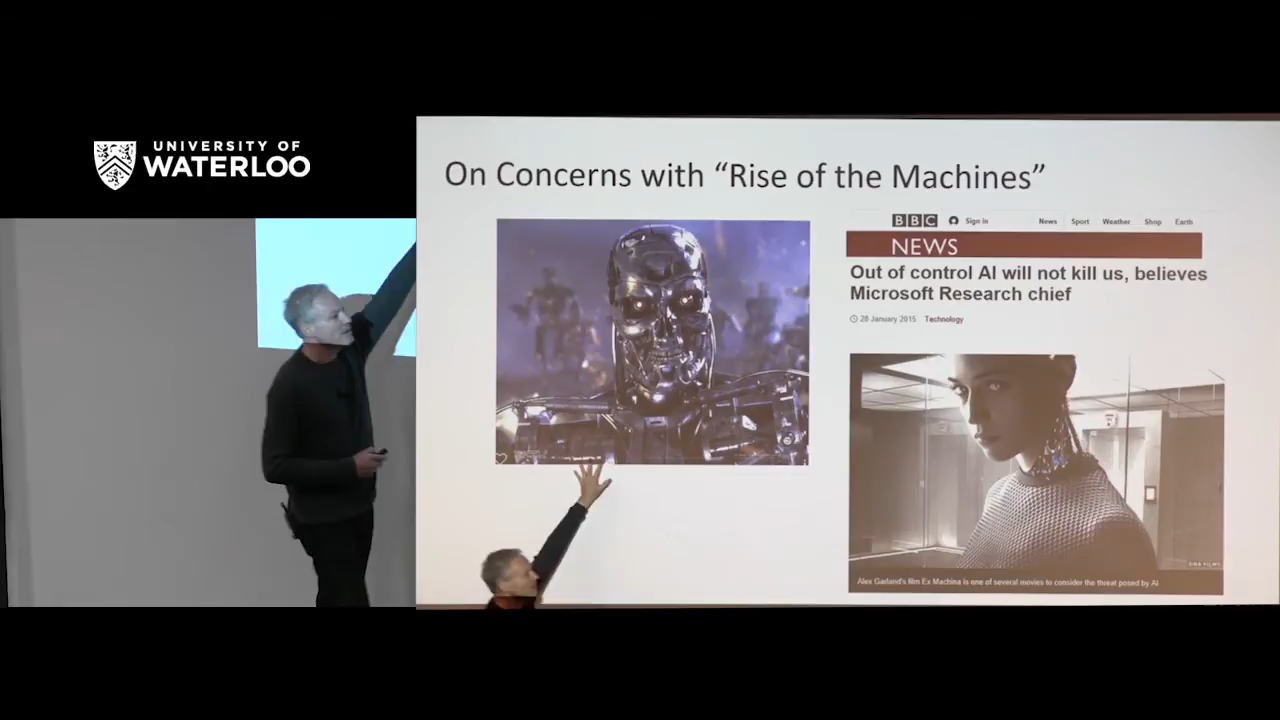 UNIVERSITY OF
WATERLOO
On Concerns with “Rise of the Machines”
BBC Sign in News Sport Weather Shop Earth
NEWS
Out of control AI will not kill us, believes
Microsoft Research chief
28 January 2015 Technology
DNA FILMS
Alex Garland's film Ex Machina is one of several movies to consider the threat posed by AI